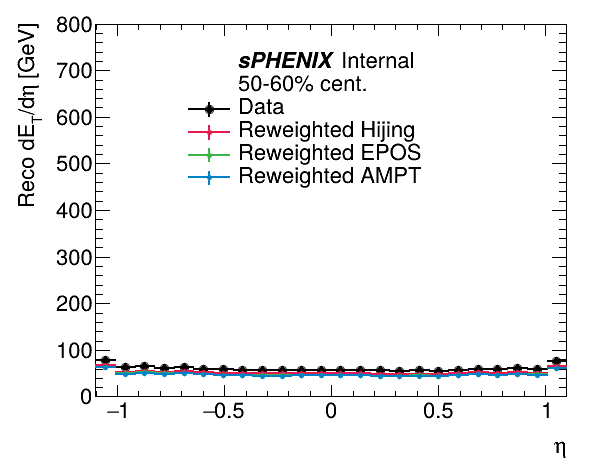 sPHENIX Internal
50-60% cent.
Data
Reweighted Hijing
Reweighted EPOS
Reweighted AMPT
Reco dE_T/dη [GeV]
800
700
600
500
400
300
200
100
0
−1 −0.5 0 0.5 1
η